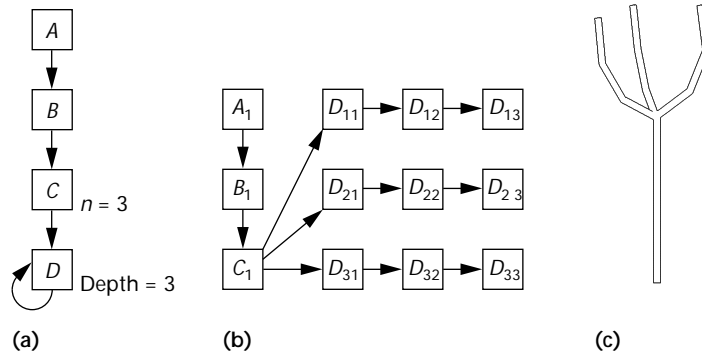 A
B
C
n = 3
D
Depth = 3
(a)
A1
B1
C1
D11
D12
D13
D21
D22
D2 3
D31
D32
D33
(b)
(c)